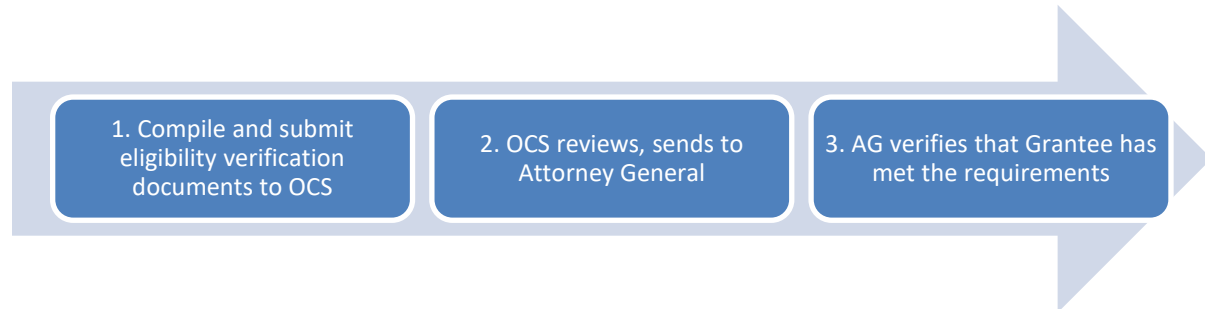 1. Compile and submit
eligibility verification
documents to OCS
2. OCS reviews, sends to
Attorney General
3. AG verifies that Grantee has
met the requirements